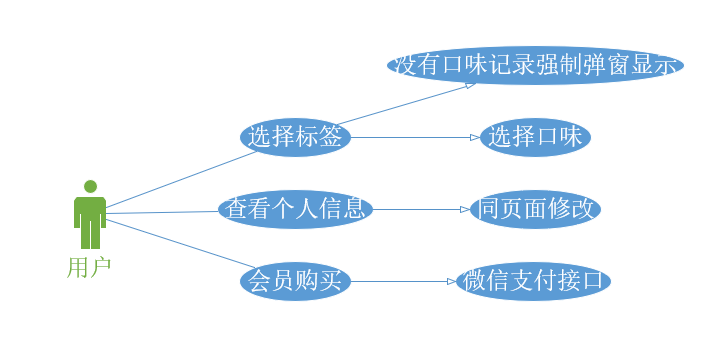 没有口味记录强制弹窗显示
选择标签
选择口味
查看个人信息
同页面修改
用户
会员购买
微信支付接口